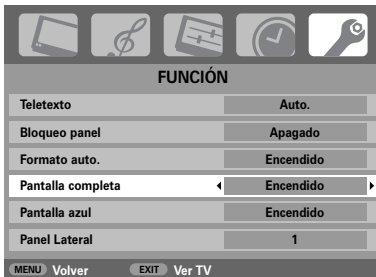 FUNCIÓN
Teletexto Auto.
Bloqueo panel Apagado
Formato auto. Encendido
Pantalla completa Encendido
Pantalla azul Encendido
Panel Lateral 1
MENU Volver EXIT Ver TV